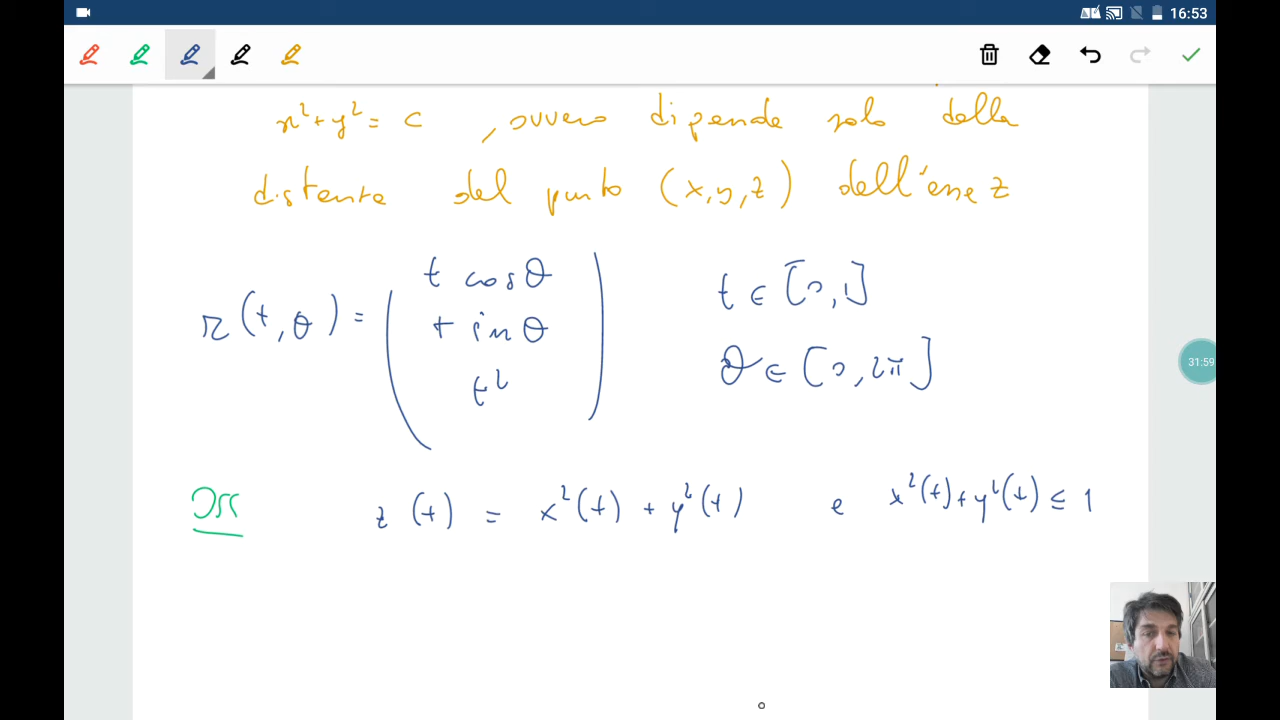 16:53
x²+y²= c , ovvero dipende solo dalla
distanza del punto (x,y,z) dall'asse z
r(t,θ)= ( t cosθ
t sinθ
t² )
t ∈ [0,1]
θ ∈ [0,2π]
31:59
Oss z(t) = x²(t) + y²(t) e x²(t)+y²(t) ≤ 1